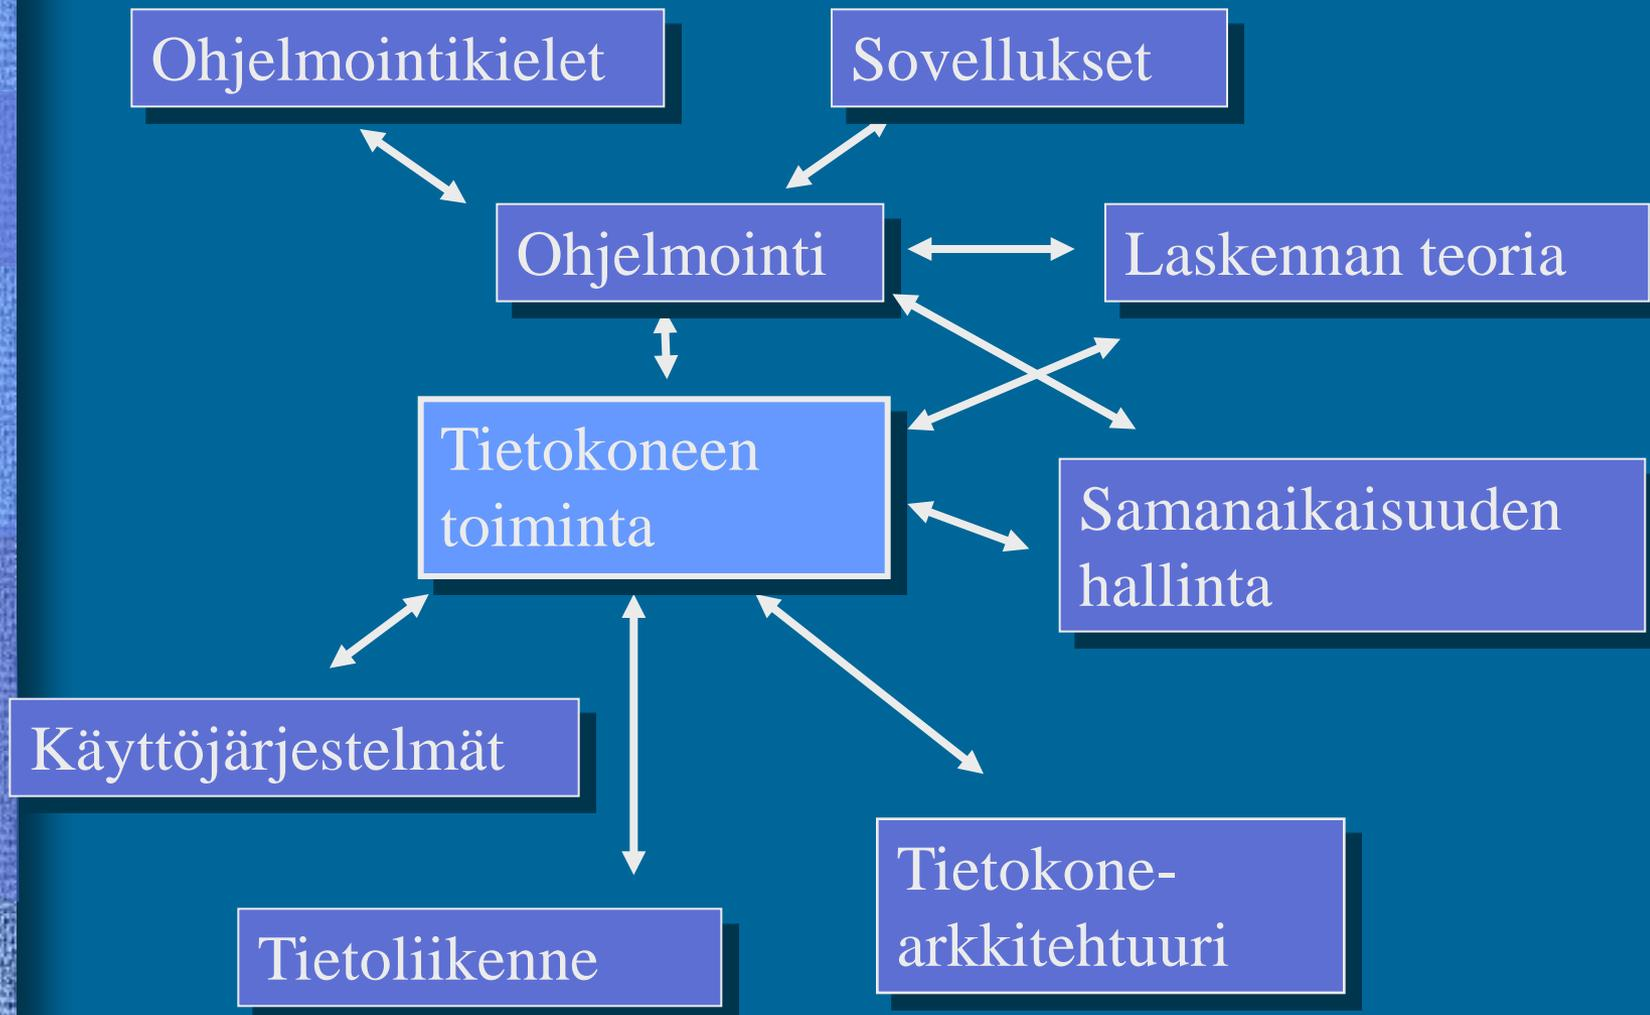 Ohjelmointikielet
Sovellukset
Ohjelmointi
Laskennan teoria
Tietokoneen
toiminta
Samanaikaisuuden
hallinta
Käyttöjärjestelmät
Tietokone-
arkkitehtuuri
Tietoliikenne